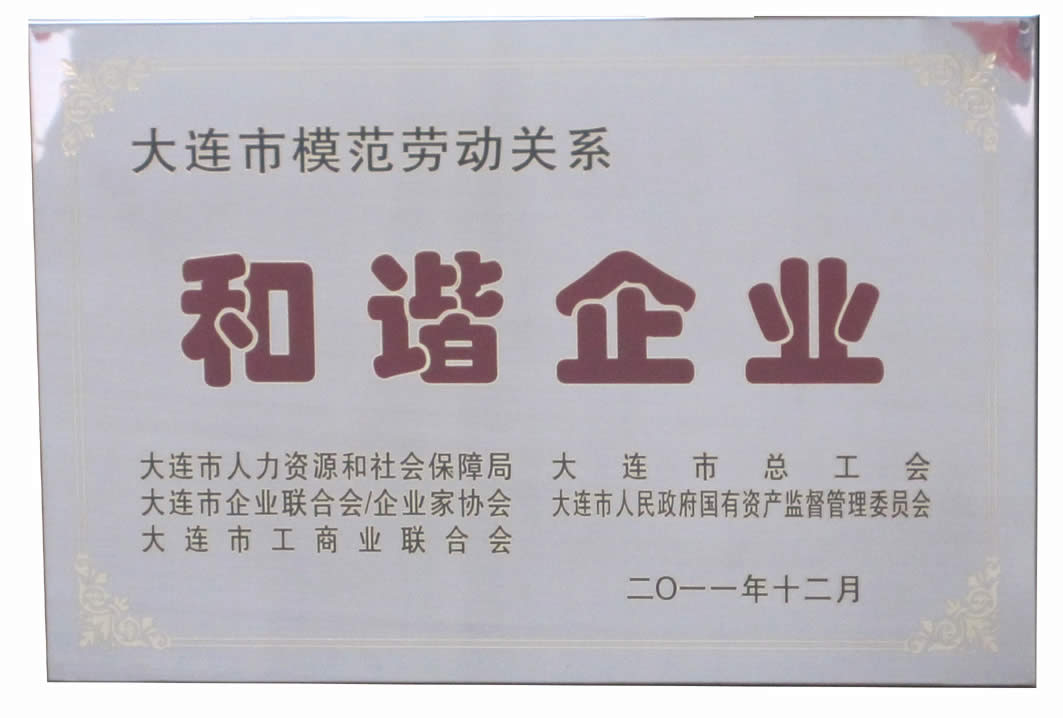 大连市模范劳动关系
和谐企业
大连市人力资源和社会保障局 大连市总工会
大连市企业联合会/企业家协会 大连市人民政府国有资产监督管理委员会
大连市工商业联合会
二〇一一年十二月